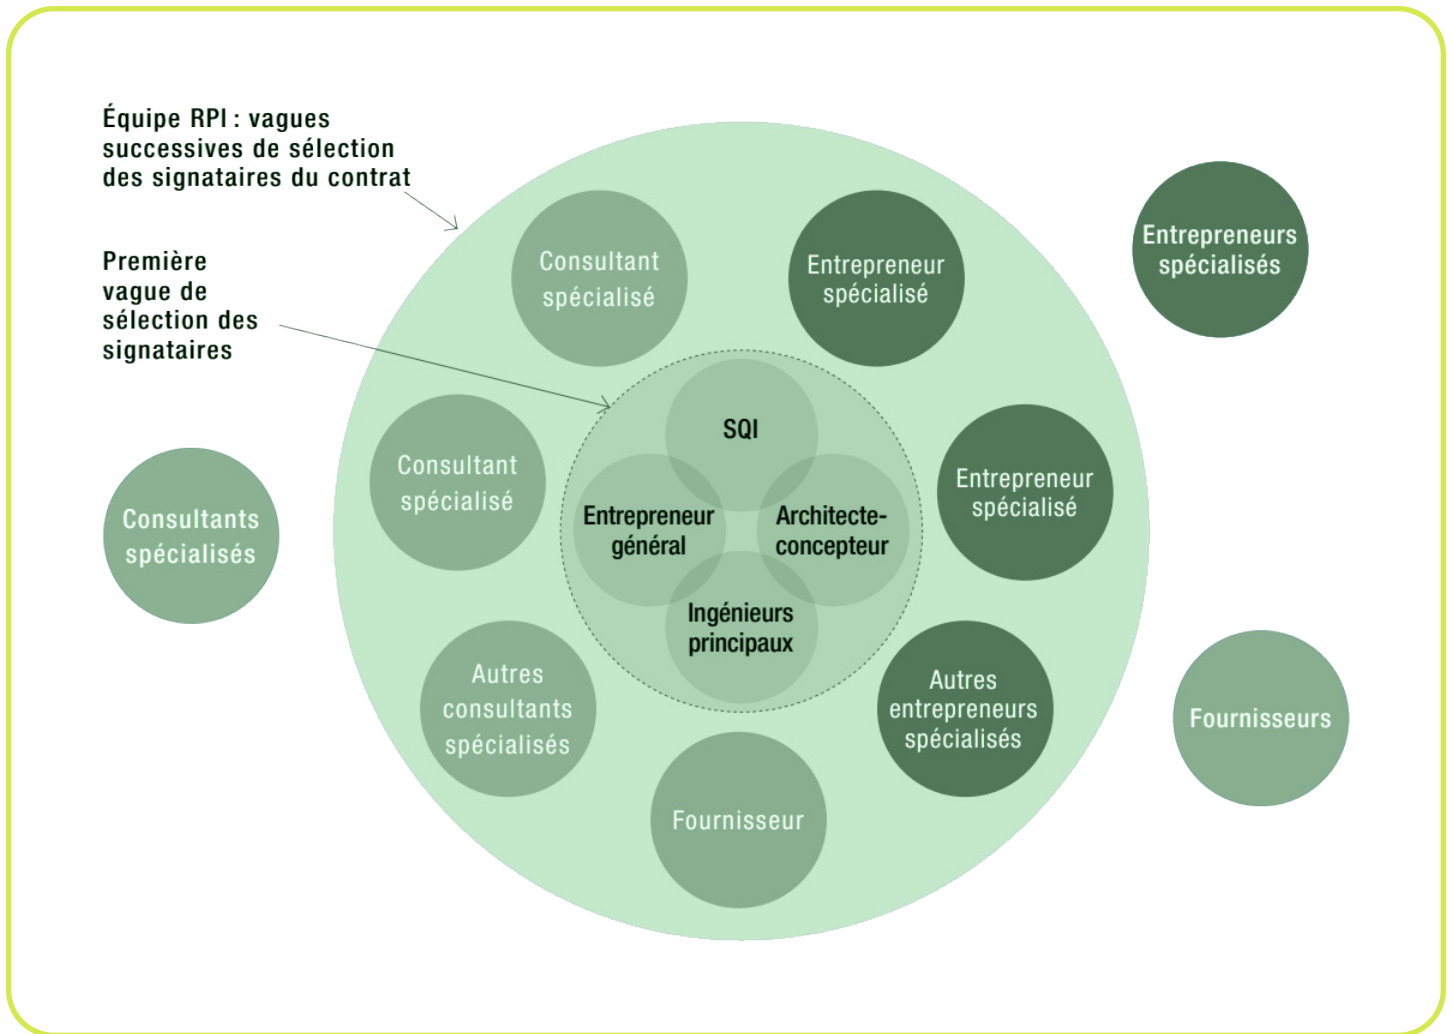 Équipe RPI : vagues
successives de sélection
des signataires du contrat
Première
vague de
sélection des
signataires
Consultant
spécialisé
Entrepreneur
spécialisé
Entrepreneurs
spécialisés
SQI
Consultant
spécialisé
Entrepreneur
spécialisé
Consultants
spécialisés
Entrepreneur
général
Architecte-
concepteur
Ingénieurs
principaux
Autres
consultants
spécialisés
Autres
entrepreneurs
spécialisés
Fournisseurs
Fournisseur